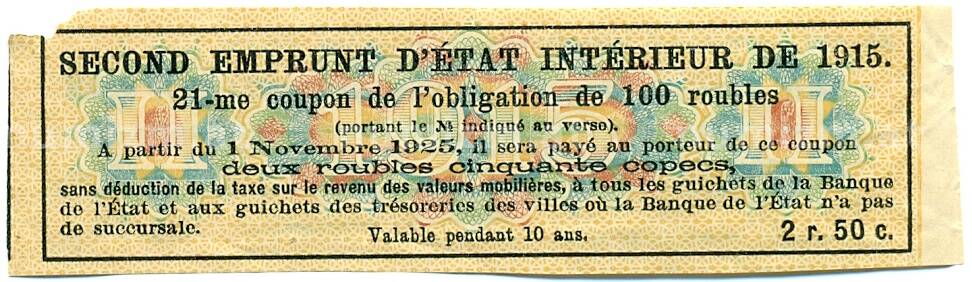 SECOND EMPRUNT D'ÉTAT INTÉRIEUR DE 1915.
21-me coupon de l'obligation de 100 roubles
(portant le № indiqué au verso).
A partir du 1 Novembre 1925, il sera payé au porteur de ce coupon
deux roubles cinquante copecs,
sans déduction de la taxe sur le revenu des valeurs mobilières, à tous les guichets de la Banque
de l'État et aux guichets des trésoreries des villes où la Banque de l'État n'a pas
de succursale.
Valable pendant 10 ans.
2 r. 50 c.
II 1915 II